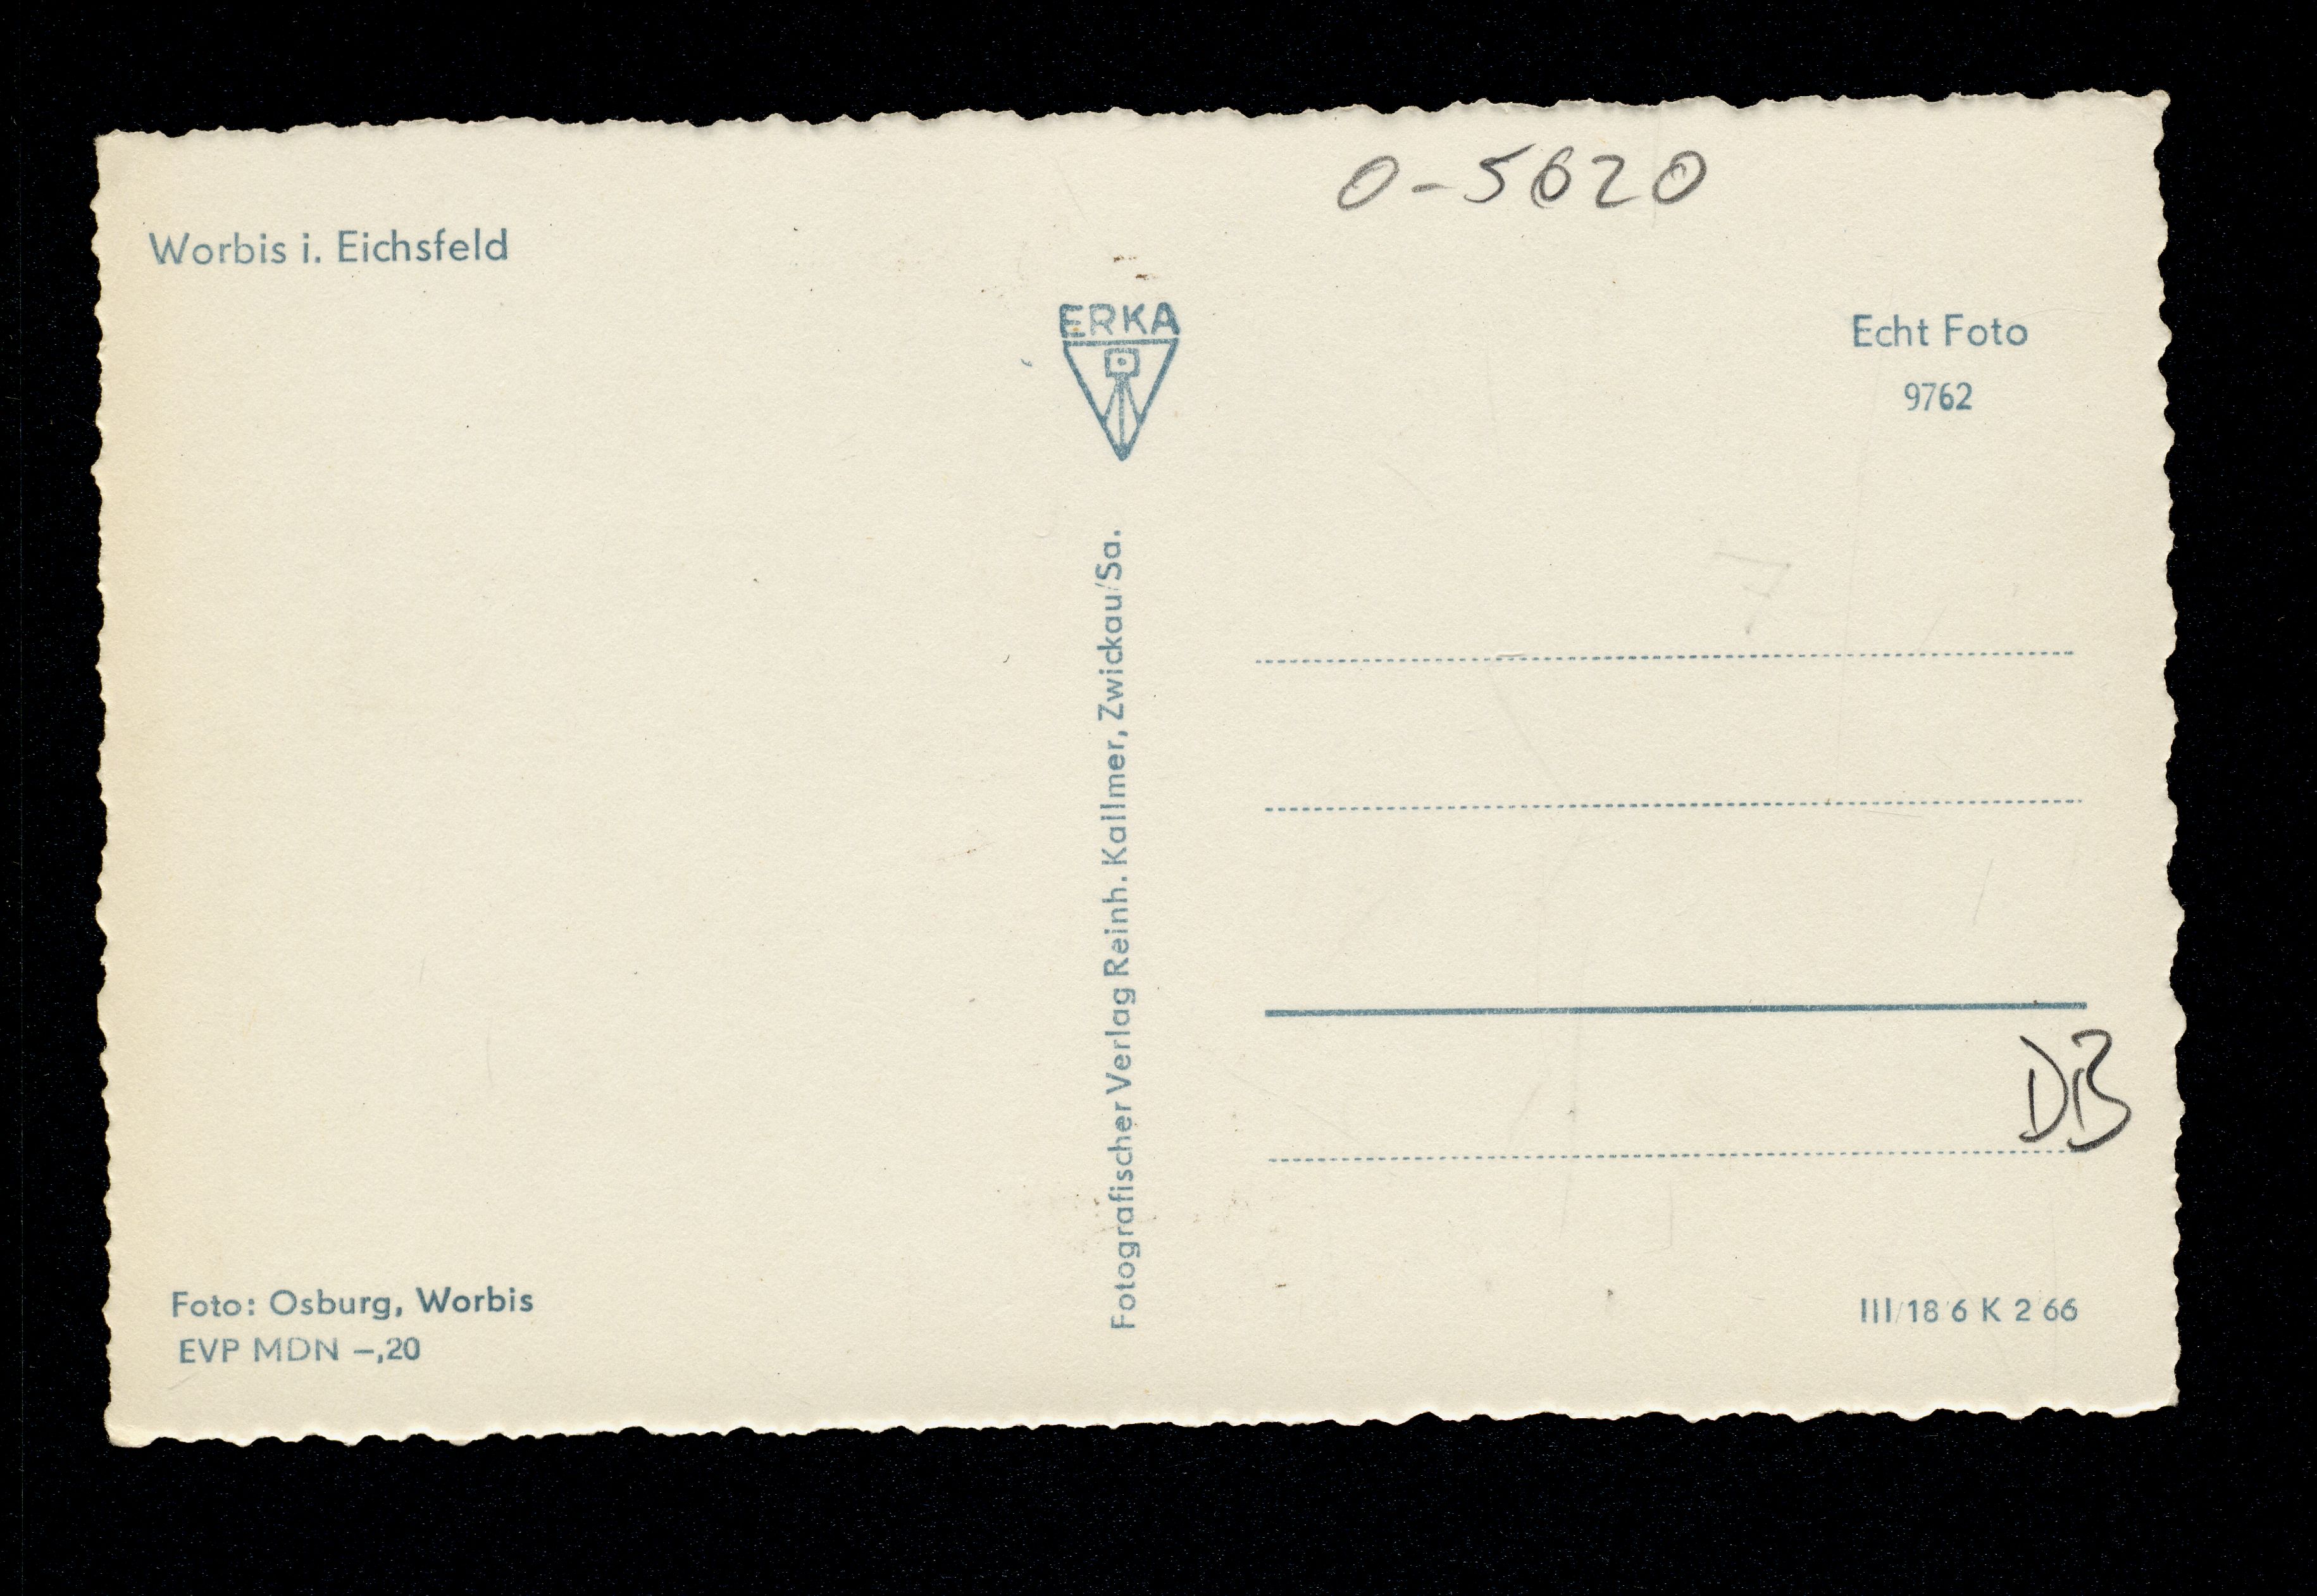 O-5620
Worbis i. Eichsfeld
ERKA
Echt Foto
9762
Fotografischer Verlag Reinh. Kallmer, Zwickau/Sa.
DB
Foto: Osburg, Worbis
EVP MDN –,20
III/18 6 K 2 66